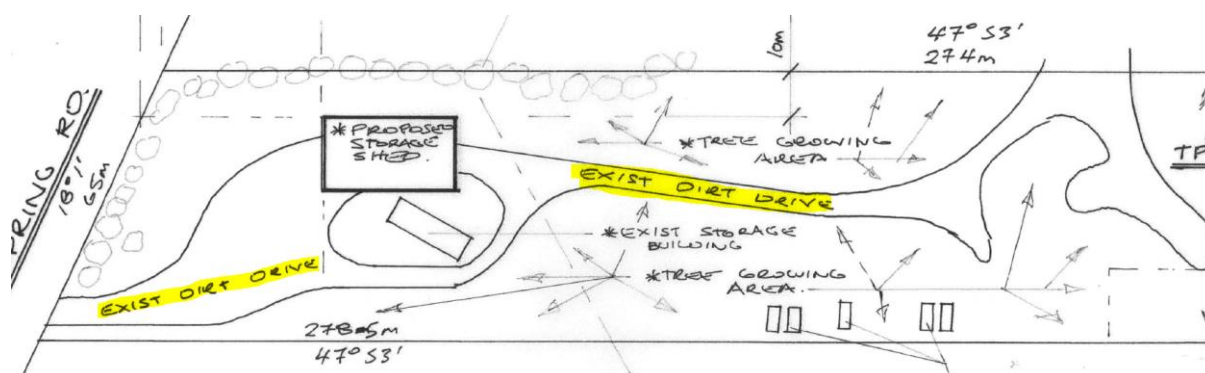 PRING RD.
18°1'
65m
*PROPOSED
STORAGE
SHED.
10m
47° 53'
274m
*TREE GROWING
AREA
EXIST DIRT DRIVE
*EXIST STORAGE
BUILDING
*TREE GROWING
AREA.
EXIST DIRT DRIVE
278.5m
47° 53'